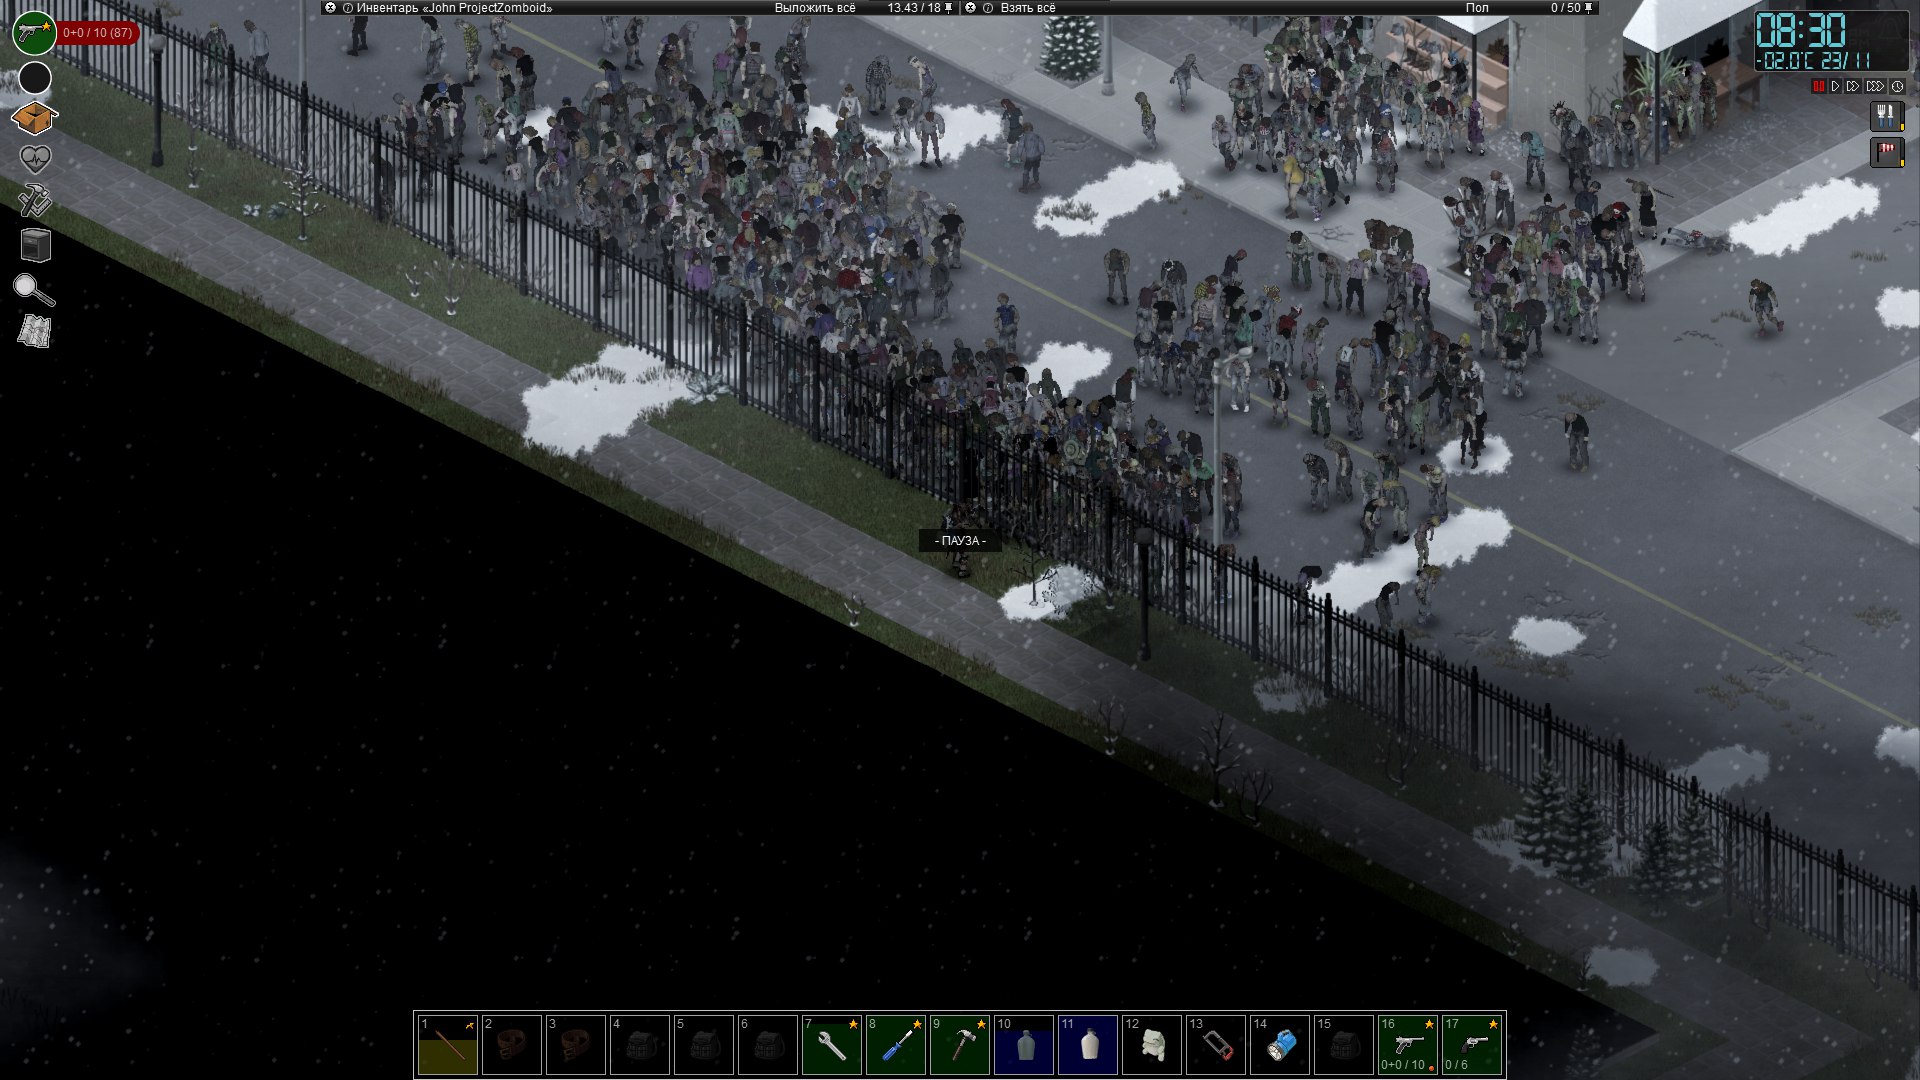 Инвентарь «John ProjectZomboid» Выложить всё 13.43 / 18 Взять всё Пол 0 / 50
0+0 / 10 (87)
08:30
-02.0°C 23/11
- ПАУЗА -
1 2 3 4 5 6 7 8 9 10 11 12 13 14 15 16 17
0+0 / 10 0 / 6